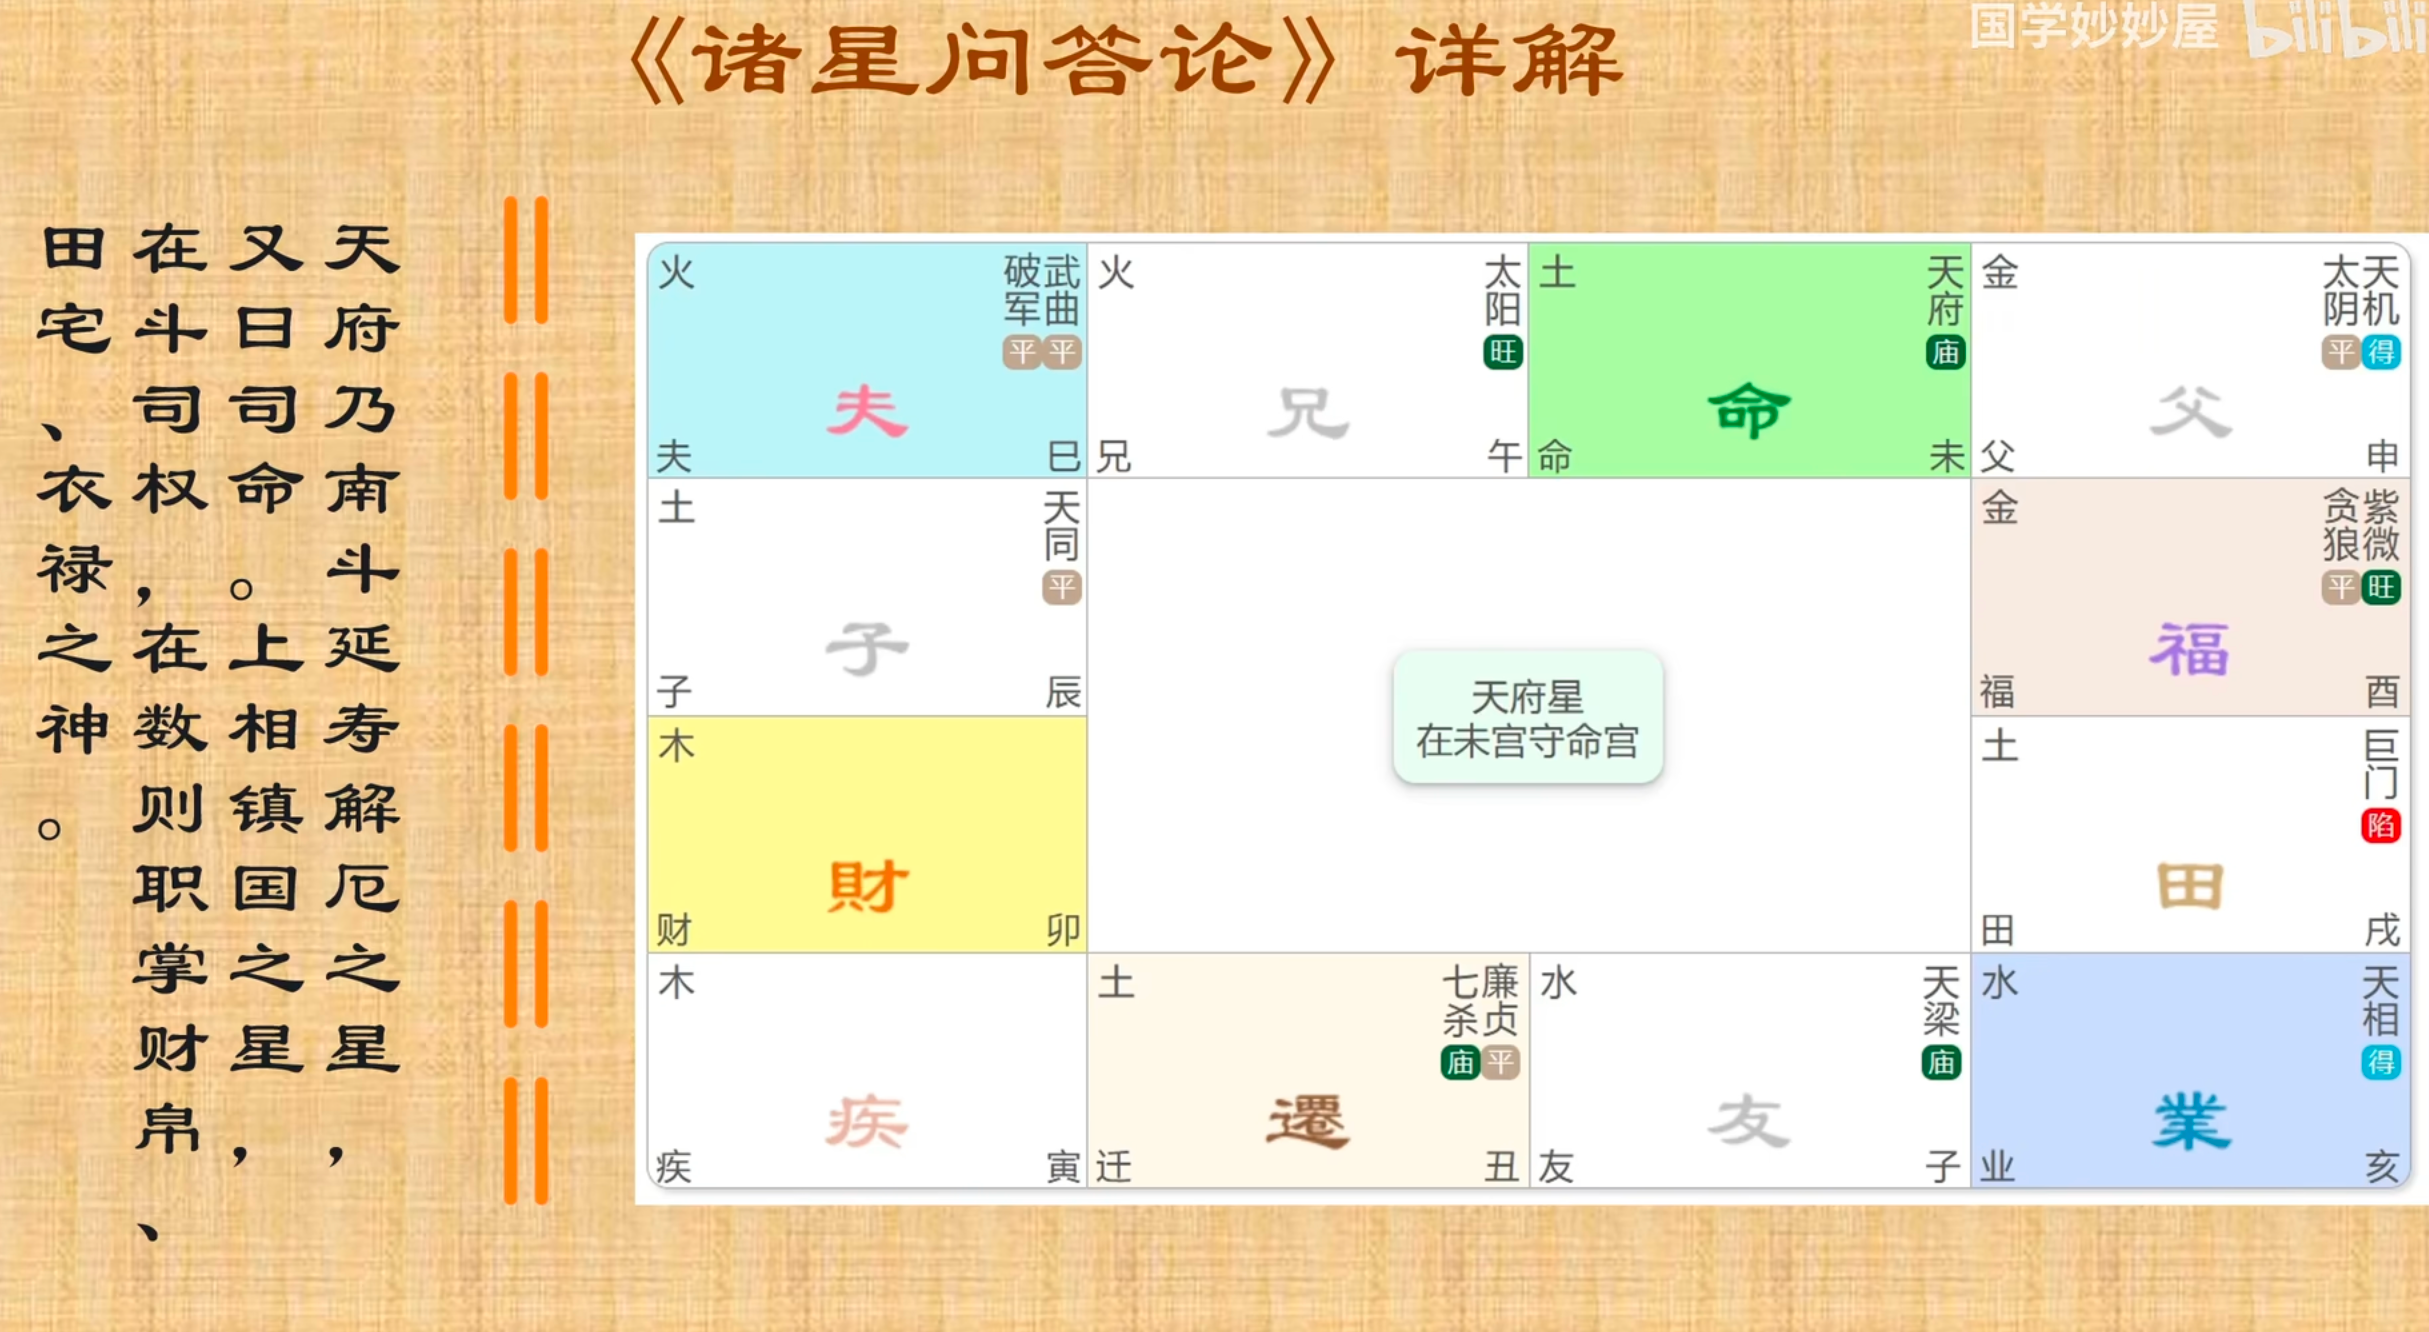 《诸星问答论》详解
国学妙妙屋 bilibili
天府乃南斗延寿解厄之星，
又曰司命。上相镇国之星，
在斗司权，在数则职掌财帛、
田宅、衣禄之神。
火
破军 武曲
平 平
夫
夫 巳
火
太阳
旺
兄
兄 午
土
天府
庙
命
命 未
金
太阴 天机
平 得
父
父 申
土
天同
平
子
子 辰
金
贪狼 紫微
平 旺
福
福 酉
天府星
在未宫守命宫
木
財
财 卯
土
巨门
陷
田
田 戌
木
疾
疾 寅
土
七杀 廉贞
庙 平
遷
迁 丑
水
天梁
庙
友
友 子
水
天相
得
業
业 亥